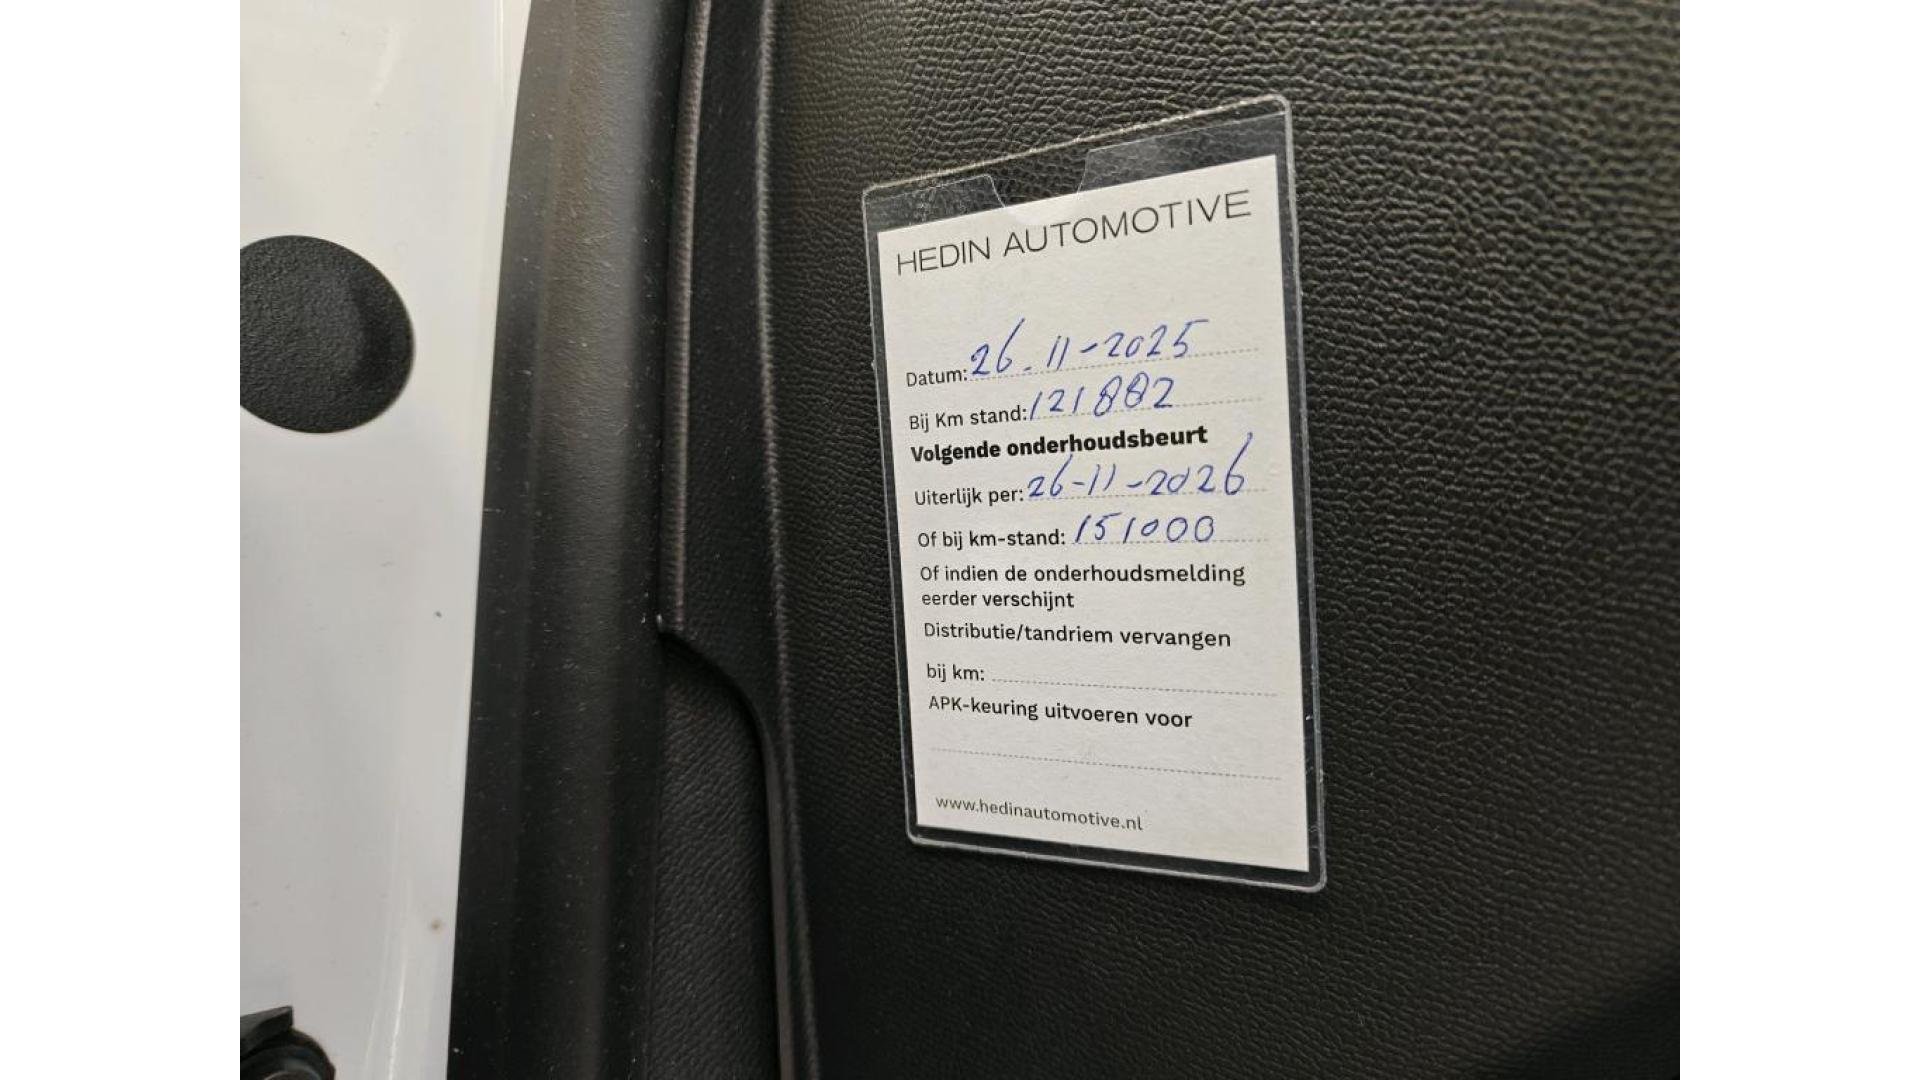 HEDIN AUTOMOTIVE
Datum: 26-11-2025
Bij Km stand: 121882
Volgende onderhoudsbeurt
Uiterlijk per: 26-11-2026
Of bij km-stand: 151000
Of indien de onderhoudsmelding
eerder verschijnt
Distributie/tandriem vervangen
bij km:
APK-keuring uitvoeren voor
www.hedinautomotive.nl